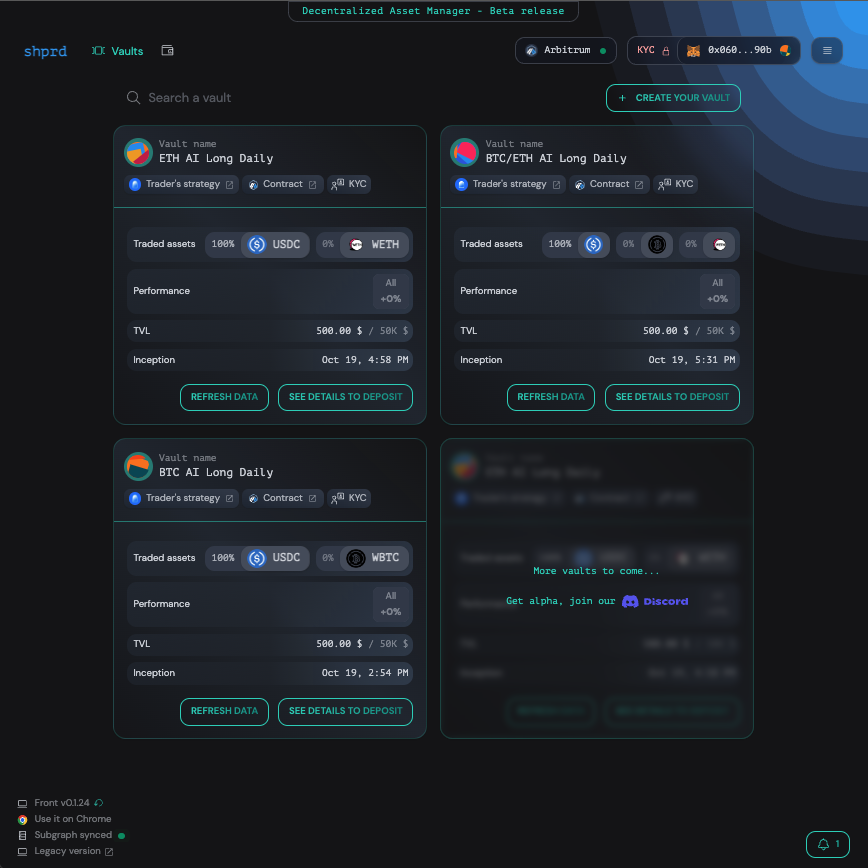 Decentralized Asset Manager - Beta release
shprd Vaults Arbitrum KYC 0x060...90b
Search a vault + CREATE YOUR VAULT
Vault name
ETH AI Long Daily
Trader's strategy Contract KYC
Traded assets 100% USDC 0% WETH
Performance All +0%
TVL 500.00 $ / 50K $
Inception Oct 19, 4:58 PM
REFRESH DATA SEE DETAILS TO DEPOSIT
Vault name
BTC/ETH AI Long Daily
Trader's strategy Contract KYC
Traded assets 100% 0% 0%
Performance All +0%
TVL 500.00 $ / 50K $
Inception Oct 19, 5:31 PM
REFRESH DATA SEE DETAILS TO DEPOSIT
Vault name
BTC AI Long Daily
Trader's strategy Contract KYC
Traded assets 100% USDC 0% WBTC
Performance All +0%
TVL 500.00 $ / 50K $
Inception Oct 19, 2:54 PM
REFRESH DATA SEE DETAILS TO DEPOSIT
More vaults to come...
Get alpha, join our Discord
Front v0.1.24
Use it on Chrome
Subgraph synced
Legacy version
1